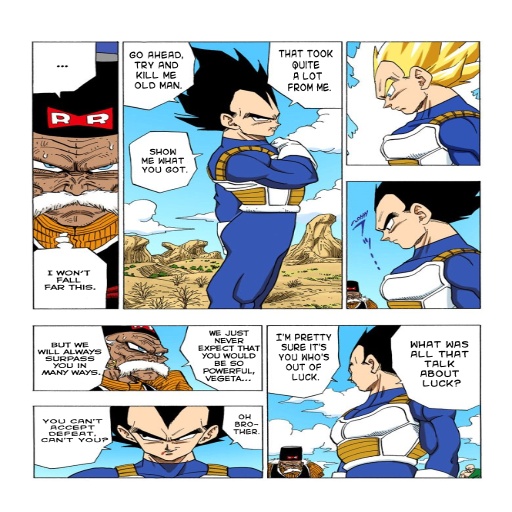 THAT TOOK
QUITE
A LOT
FROM ME.
GO AHEAD,
TRY AND
KILL ME
OLD MAN.
SHOW
ME WHAT
YOU GOT.
...
R R
I WON'T
FALL
FAR THIS.
WHAT WAS
ALL THAT
TALK
ABOUT
LUCK?
I'M PRETTY
SURE IT'S
YOU WHO'S
OUT OF
LUCK.
WE JUST
NEVER
EXPECT THAT
YOU WOULD
BE SO
POWERFUL,
VEGETA...
BUT WE
WILL ALWAYS
SURPASS
YOU IN
MANY WAYS.
OH
BRO-
THER.
YOU CAN'T
ACCEPT
DEFEAT,
CAN'T YOU?